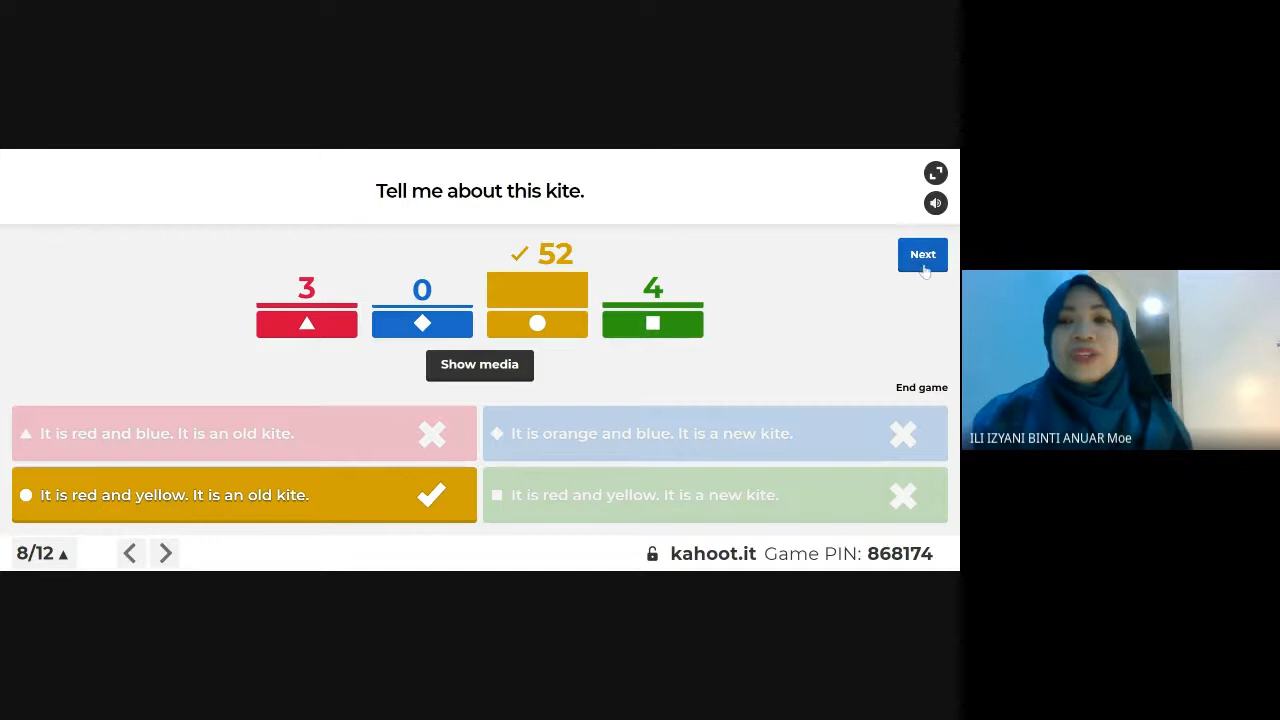 Tell me about this kite.
52
3
0
4
Next
Show media
End game
It is red and blue. It is an old kite.
It is orange and blue. It is a new kite.
It is red and yellow. It is an old kite.
It is red and yellow. It is a new kite.
8/12
kahoot.it Game PIN: 868174
ILI IZYANI BINTI ANUAR Moe